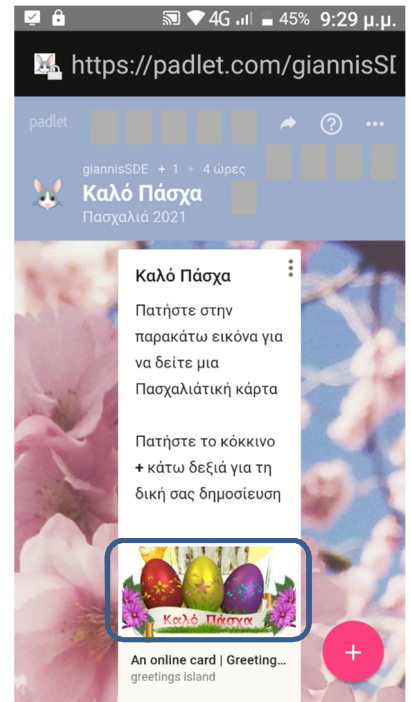 4G 45% 9:29 μ.μ.
https://padlet.com/giannisSD
padlet
giannisSDE + 1 • 4 ώρες
Καλό Πάσχα
Πασχαλιά 2021
Καλό Πάσχα
Πατήστε στην
παρακάτω εικόνα για
να δείτε μια
Πασχαλιάτική κάρτα
Πατήστε το κόκκινο
+ κάτω δεξιά για τη
δική σας δημοσίευση
Καλό Πάσχα
An online card | Greeting...
greetings island